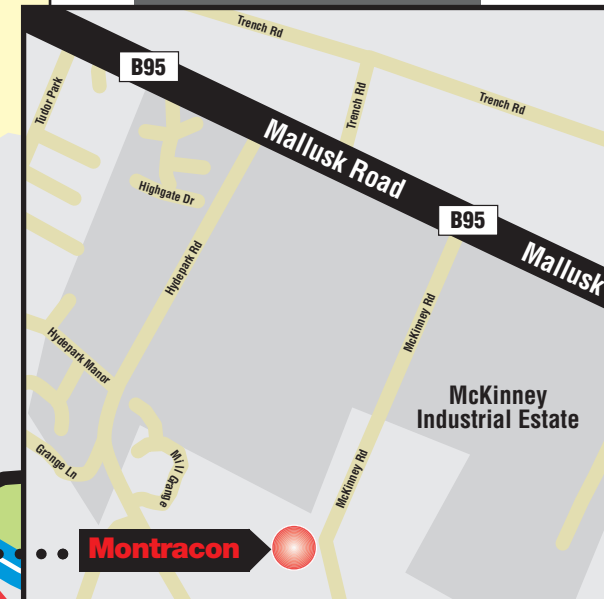 Trench Rd
B95
Tudor Park
Trench Rd
Trench Rd
Mallusk Road
Highgate Dr
B95
Hydepark Rd
Mallusk
McKinney Rd
Hydepark Manor
McKinney
Industrial Estate
Grange Ln
Mill Grange
McKinney Rd
Montracon